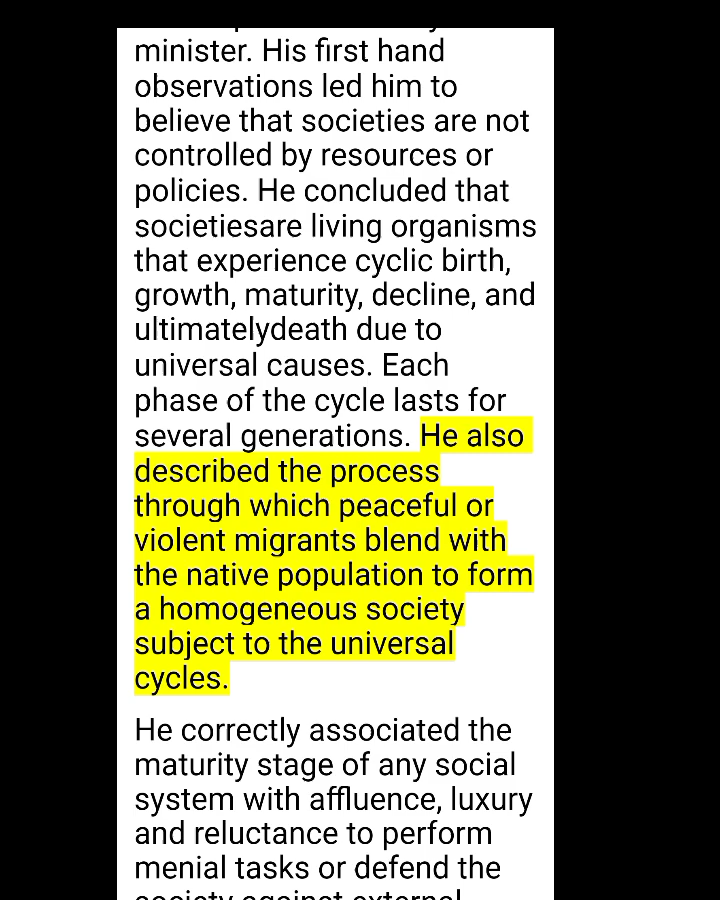 minister. His first hand
observations led him to
believe that societies are not
controlled by resources or
policies. He concluded that
societiesare living organisms
that experience cyclic birth,
growth, maturity, decline, and
ultimatelydeath due to
universal causes. Each
phase of the cycle lasts for
several generations. He also
described the process
through which peaceful or
violent migrants blend with
the native population to form
a homogeneous society
subject to the universal
cycles.
He correctly associated the
maturity stage of any social
system with affluence, luxury
and reluctance to perform
menial tasks or defend the
society against external